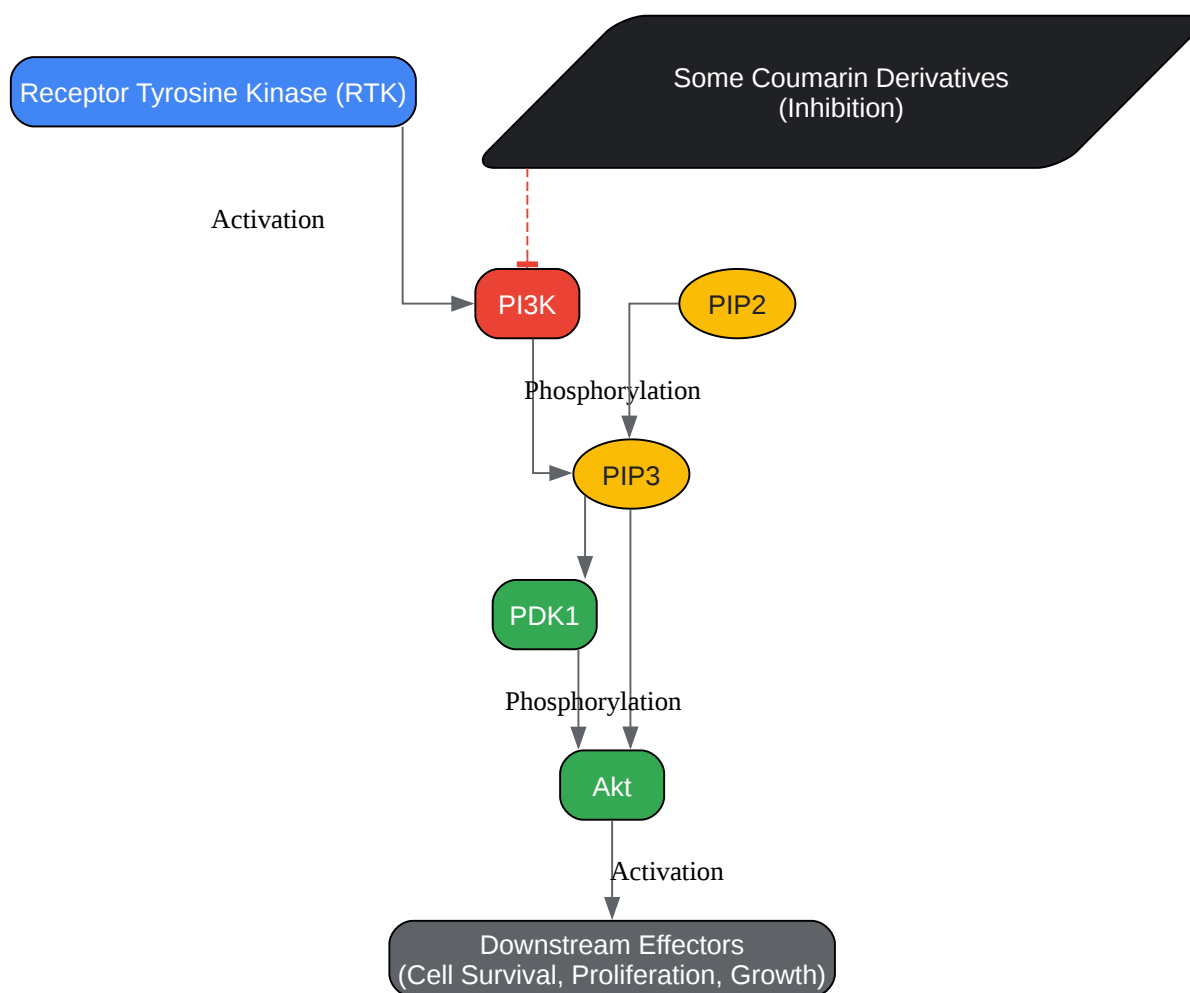 Some Coumarin Derivatives
(Inhibition)
Receptor Tyrosine Kinase (RTK)
Activation
PI3K
PIP2
Phosphorylation
PIP3
PDK1
Phosphorylation
Akt
Activation
Downstream Effectors
(Cell Survival, Proliferation, Growth)